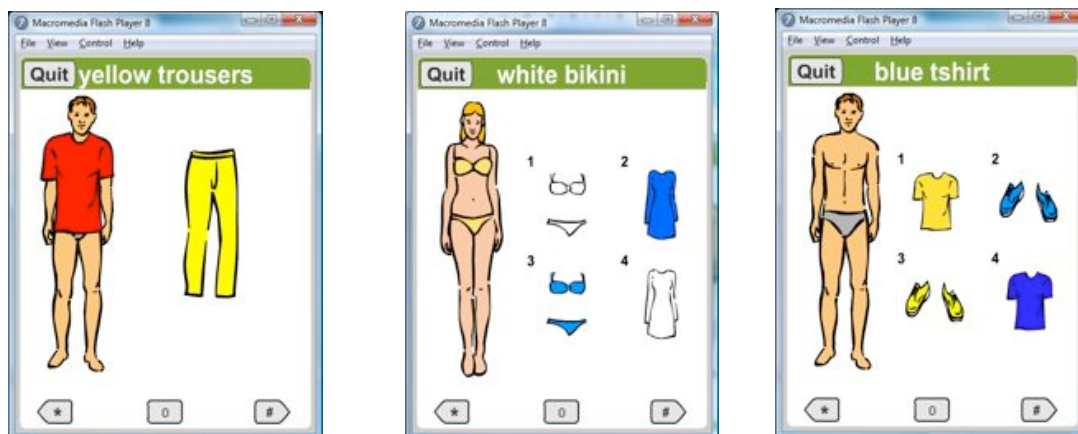 Macromedia Flash Player 8
File View Control Help
Quit yellow trousers
* 0 #
Macromedia Flash Player 8
File View Control Help
Quit white bikini
1 2
3 4
* 0 #
Macromedia Flash Player 8
File View Control Help
Quit blue tshirt
1 2
3 4
* 0 #